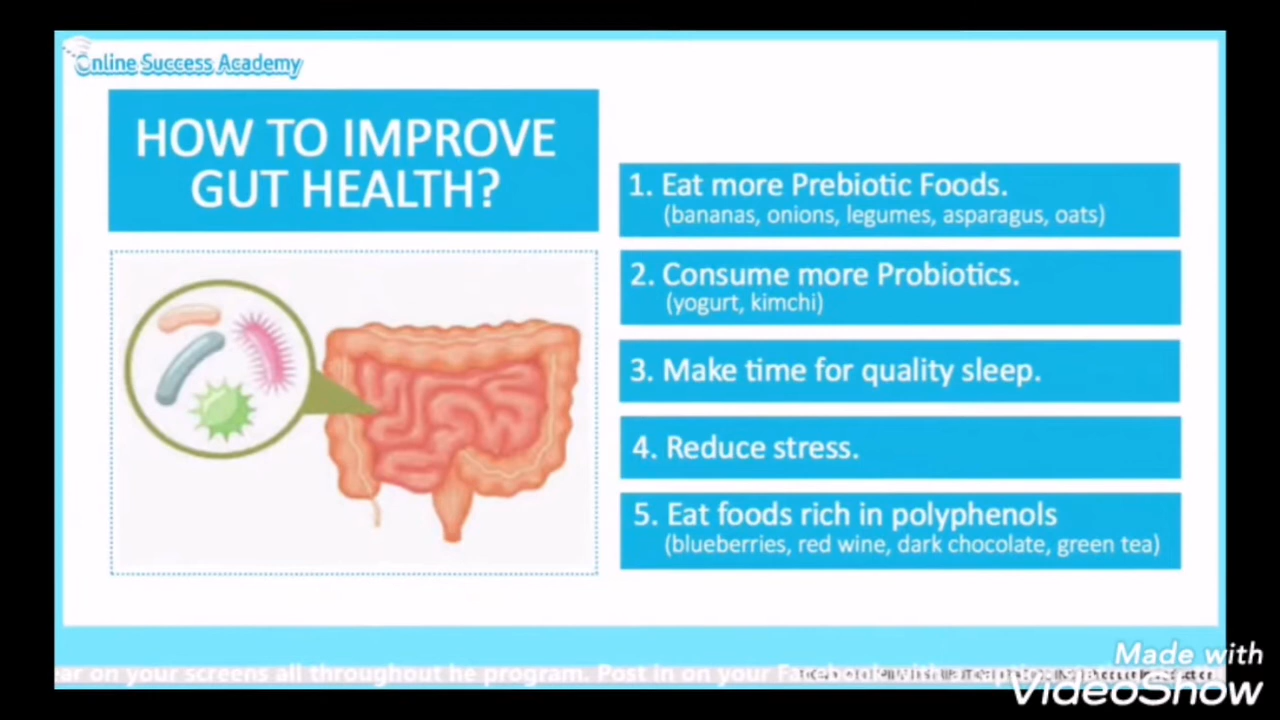 Online Success Academy
HOW TO IMPROVE
GUT HEALTH?
1. Eat more Prebiotic Foods.
(bananas, onions, legumes, asparagus, oats)
2. Consume more Probiotics.
(yogurt, kimchi)
3. Make time for quality sleep.
4. Reduce stress.
5. Eat foods rich in polyphenols
(blueberries, red wine, dark chocolate, green tea)
on your screens all throughout he program. Post in on your
Made with
VideoShow